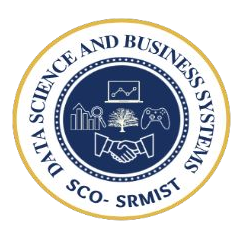 DATA SCIENCE AND BUSINESS SYSTEMS
SCO- SRMIST